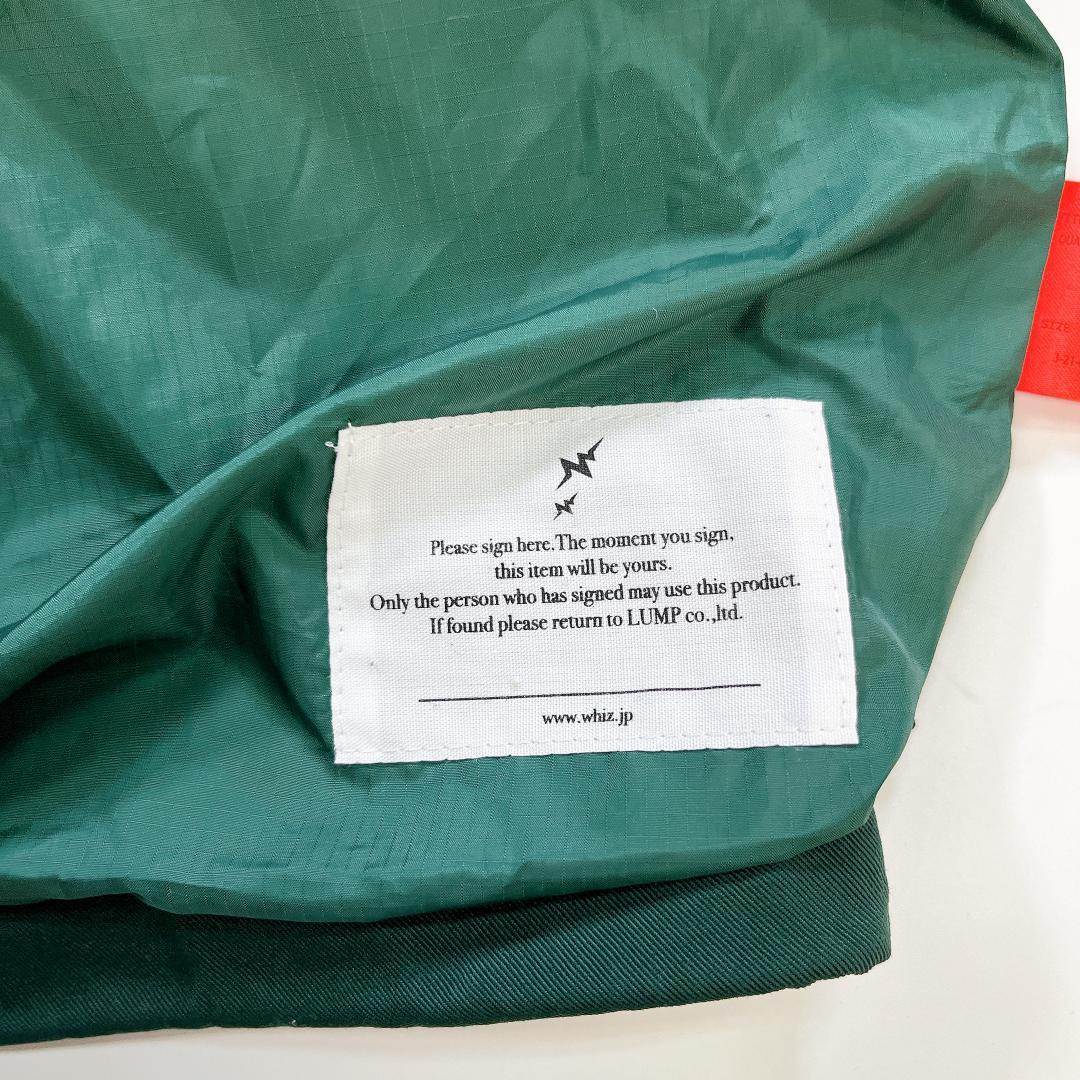 Please sign here.The moment you sign,
this item will be yours.
Only the person who has signed may use this product.
If found please return to LUMP co.,ltd.
www.whiz.jp
SIZE